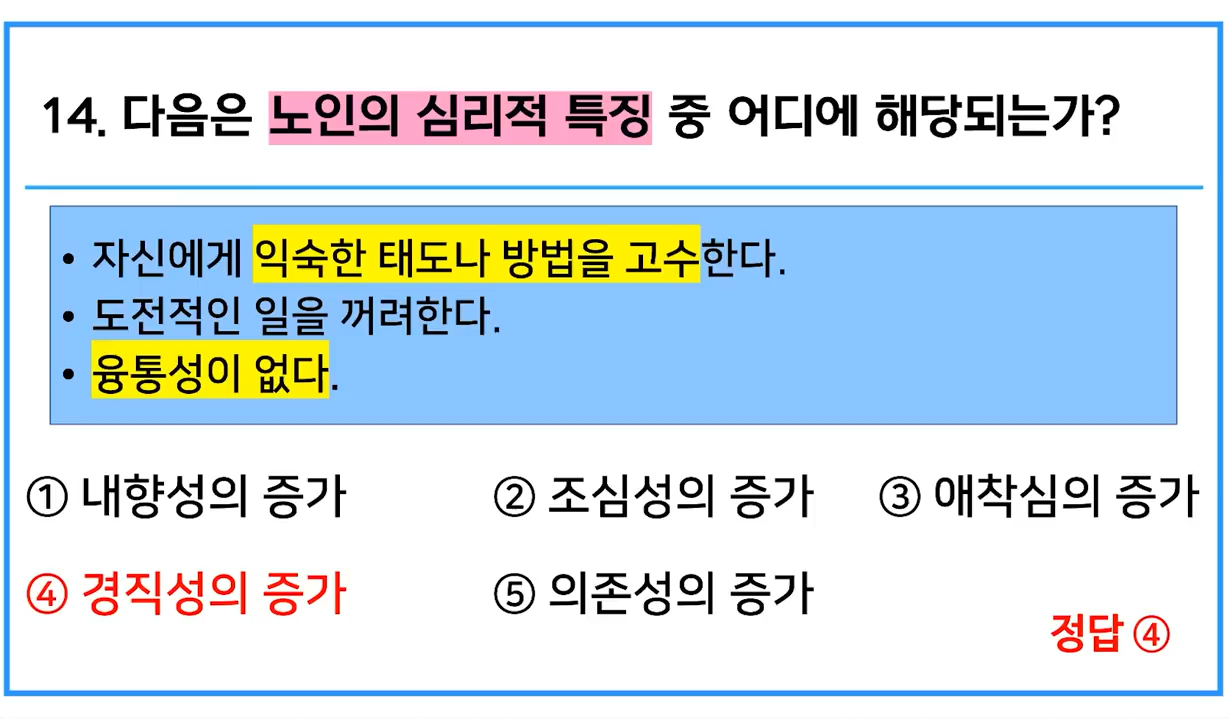 14. 다음은 노인의 심리적 특징 중 어디에 해당되는가?
• 자신에게 익숙한 태도나 방법을 고수한다.
• 도전적인 일을 꺼려한다.
• 융통성이 없다.
① 내향성의 증가 ② 조심성의 증가 ③ 애착심의 증가
④ 경직성의 증가 ⑤ 의존성의 증가
정답 ④